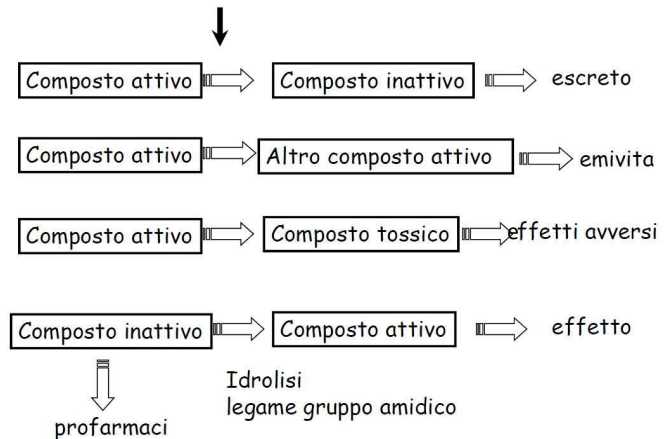 Composto attivo Composto inattivo escreto
Composto attivo Altro composto attivo emivita
Composto attivo Composto tossico effetti avversi
Composto inattivo Composto attivo effetto
Idrolisi
legame gruppo amidico
profarmaci